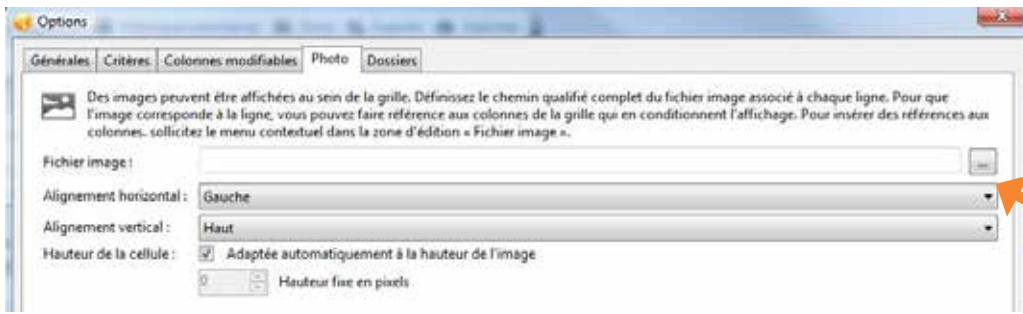 Options
Générales Critères Colonnes modifiables Photo Dossiers
Des images peuvent être affichées au sein de la grille. Définissez le chemin qualifié complet du fichier image associé à chaque ligne. Pour que
l'image corresponde à la ligne, vous pouvez faire référence aux colonnes de la grille qui en conditionnent l'affichage. Pour insérer des références aux
colonnes. sollicitez le menu contextuel dans la zone d'édition « Fichier image ».
Fichier image :
...
Alignement horizontal : Gauche
Alignement vertical : Haut
Hauteur de la cellule : Adaptée automatiquement à la hauteur de l'image
0 Hauteur fixe en pixels